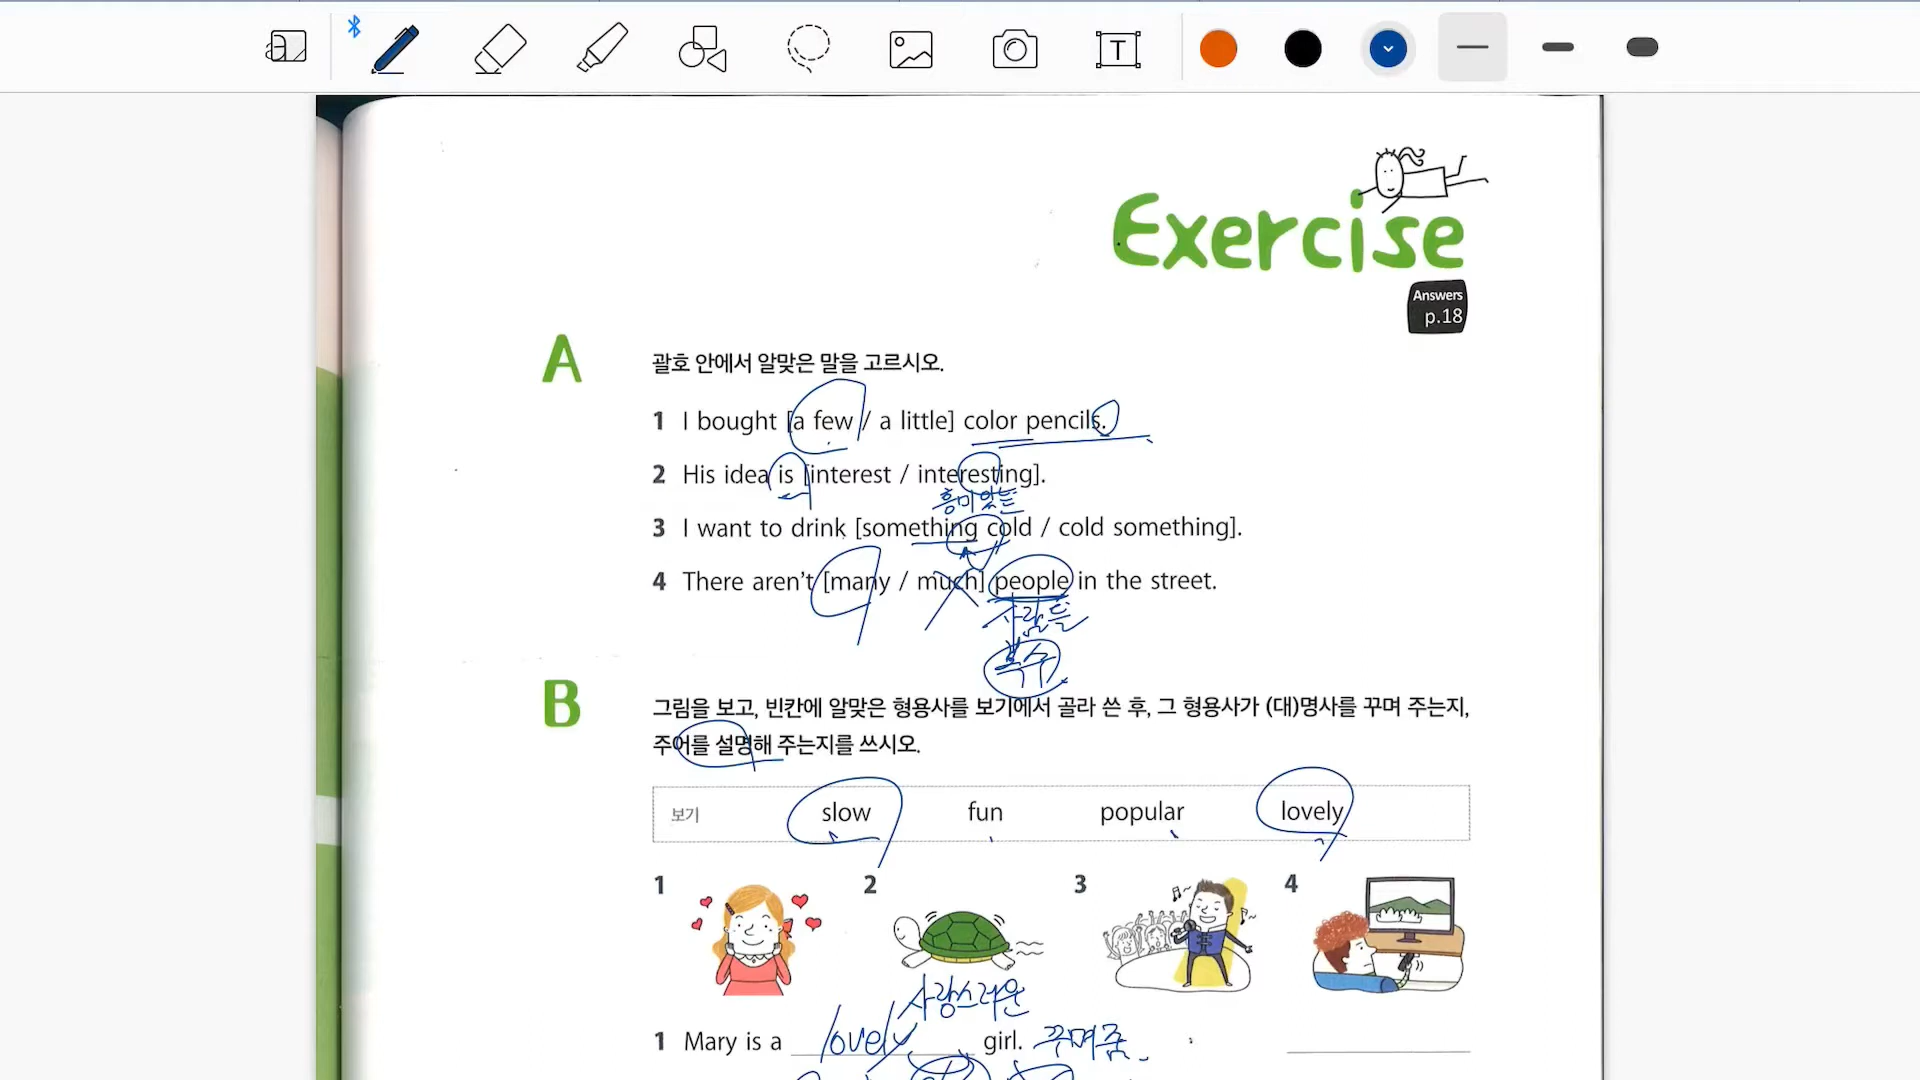 T
Exercise
Answers
p.18
A 괄호 안에서 알맞은 말을 고르시오.
1 I bought [a few / a little] color pencils.
2 His idea is [interest / interesting].
흥미 있는
3 I want to drink [something cold / cold something].
4 There aren't [many / much] people in the street.
사람들
복수
B 그림을 보고, 빈칸에 알맞은 형용사를 보기에서 골라 쓴 후, 그 형용사가 (대)명사를 꾸며 주는지,
주어를 설명해 주는지를 쓰시오.
보기 slow fun popular lovely
1 2 3 4
사랑스러운
1 Mary is a lovely girl. 꾸며줌